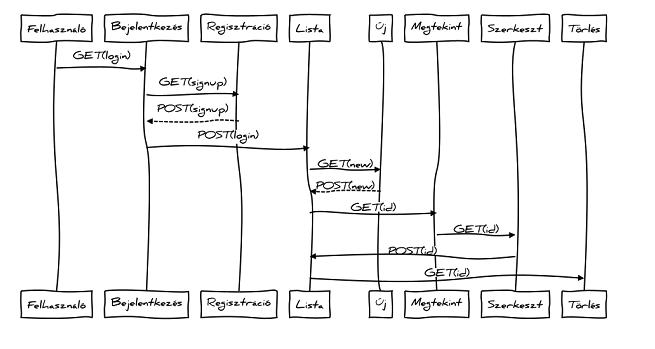 Felhasználó Bejelentkezés Regisztráció Lista Új Megtekint Szerkeszt Törlés
GET(login)
GET(signup)
POST(signup)
POST(login)
GET(new)
POST(new)
GET(id)
GET(id)
POST(id)
GET(id)
Felhasználó Bejelentkezés Regisztráció Lista Új Megtekint Szerkeszt Törlés